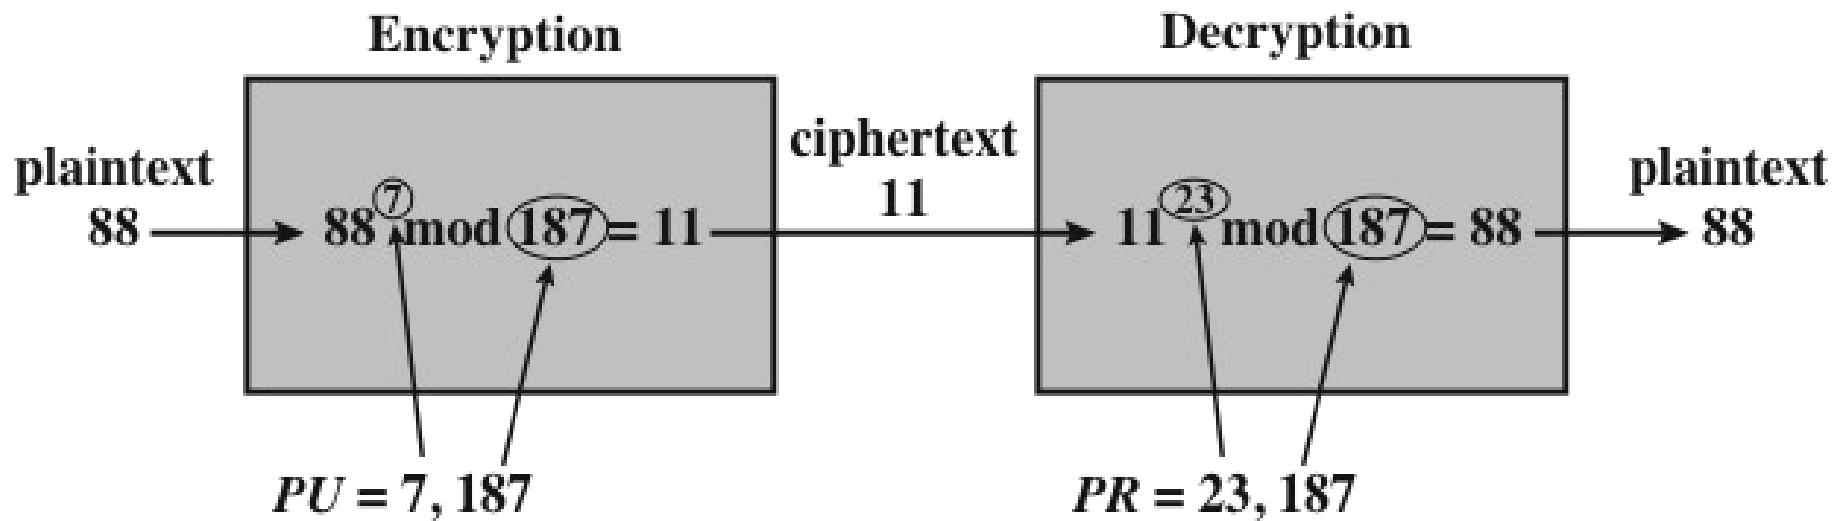 Encryption
Decryption
plaintext
88
88^7 mod 187 = 11
ciphertext
11
11^23 mod 187 = 88
plaintext
88
PU = 7, 187
PR = 23, 187